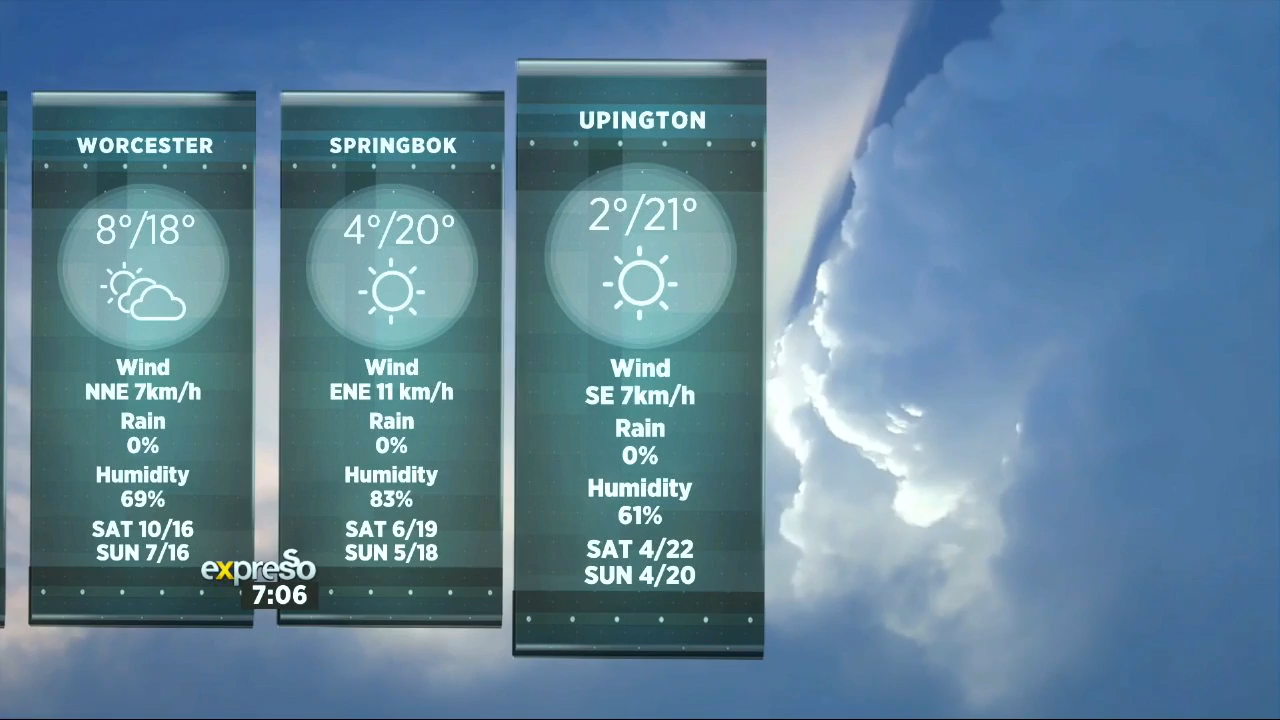 WORCESTER
8°/18°
Wind
NNE 7km/h
Rain
0%
Humidity
69%
SAT 10/16
SUN 7/16
SPRINGBOK
4°/20°
Wind
ENE 11 km/h
Rain
0%
Humidity
83%
SAT 6/19
SUN 5/18
UPINGTON
2°/21°
Wind
SE 7km/h
Rain
0%
Humidity
61%
SAT 4/22
SUN 4/20
expresso
7:06